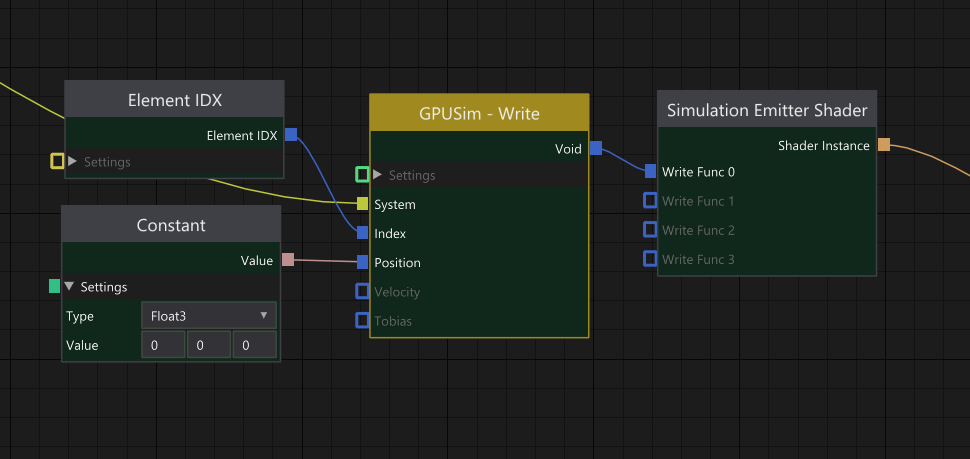 Element IDX
Element IDX
Settings
Constant
Value
Settings
Type Float3
Value 0 0 0
GPUSim - Write
Void
Settings
System
Index
Position
Velocity
Tobias
Simulation Emitter Shader
Shader Instance
Write Func 0
Write Func 1
Write Func 2
Write Func 3